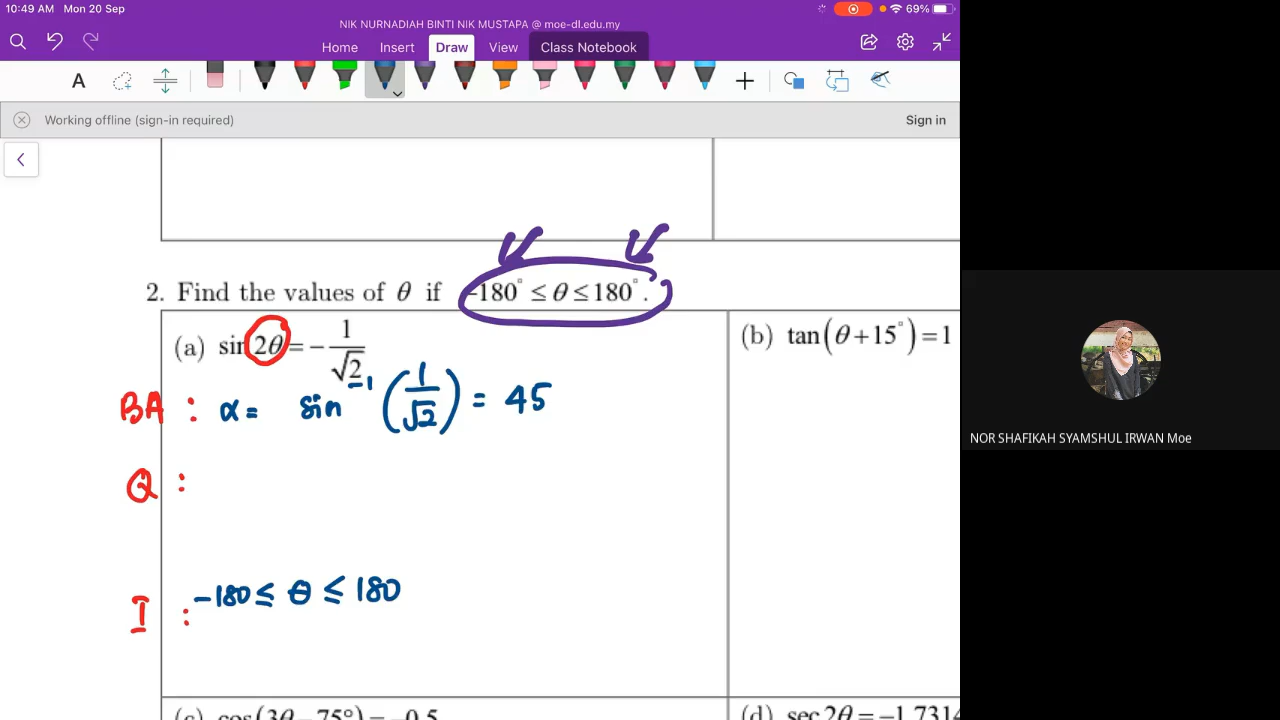 10:49 AM Mon 20 Sep
69%
NIK NURNADIAH BINTI NIK MUSTAPA @ moe-dl.edu.my
Home Insert Draw View Class Notebook
A
Working offline (sign-in required) Sign in
2. Find the values of θ if -180° ≤ θ ≤ 180°.
(a) sin 2θ = -1/√2
(b) tan(θ + 15°) = 1
BA : α = sin⁻¹ (1/√2) = 45
Q :
I : -180 ≤ θ ≤ 180
(c) cos(3θ - 75°) = -0.5
(d) sec 2θ = -1.7314
NOR SHAFIKAH SYAMSHUL IRWAN Moe